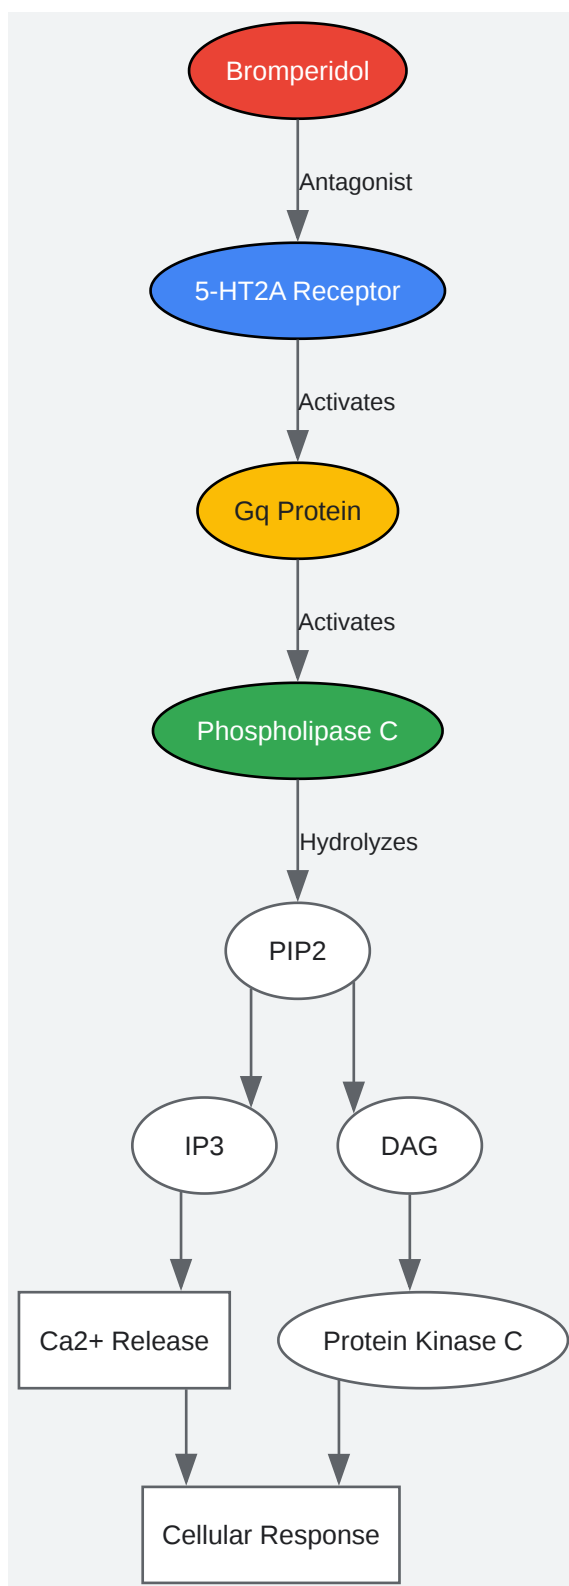 Bromperidol
Antagonist
5-HT2A Receptor
Activates
Gq Protein
Activates
Phospholipase C
Hydrolyzes
PIP2
IP3
DAG
Ca2+ Release
Protein Kinase C
Cellular Response